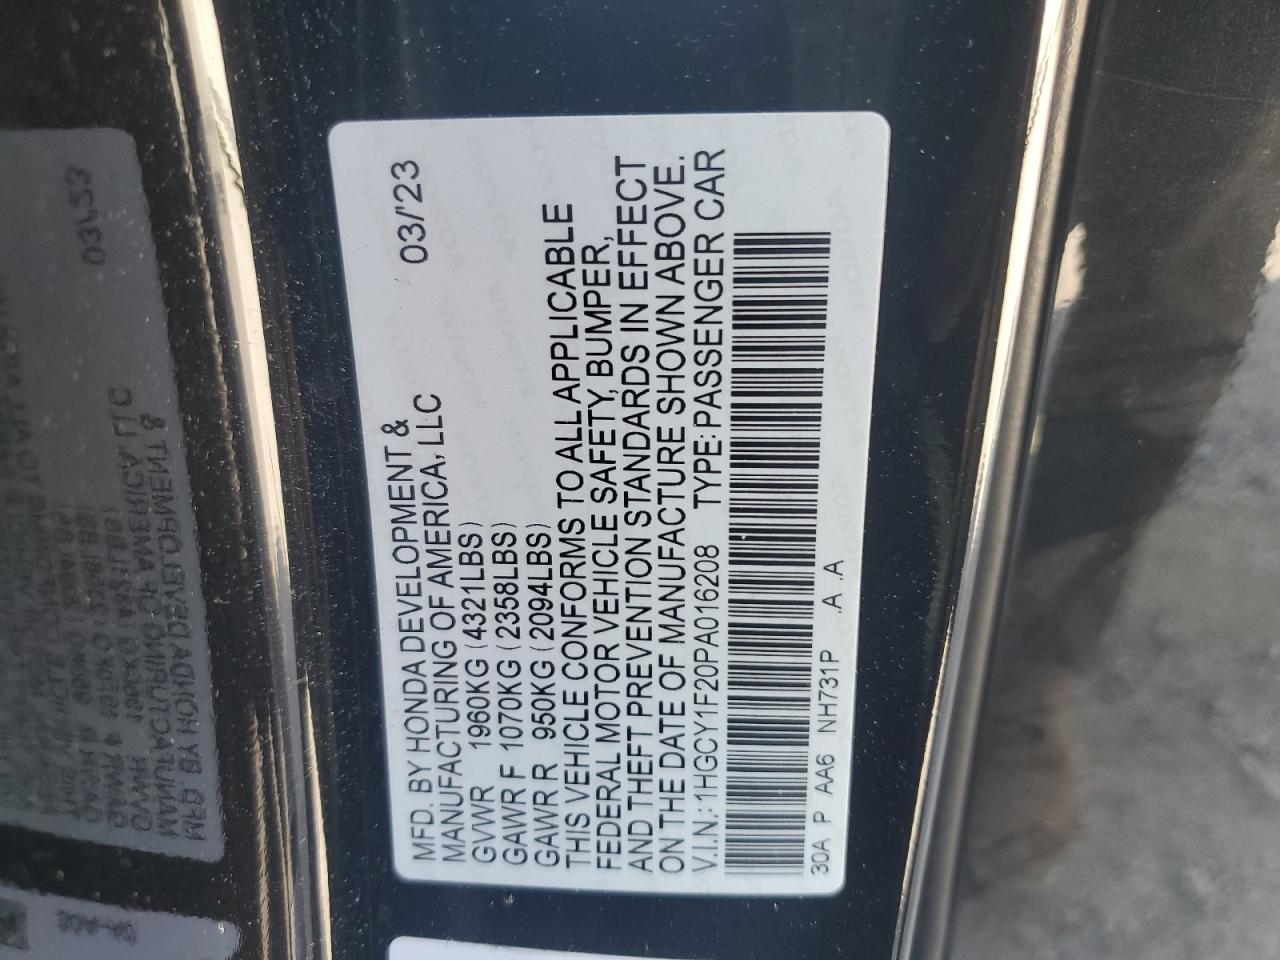 MFD. BY HONDA DEVELOPMENT & 03/'23
MANUFACTURING OF AMERICA, LLC
GVWR 1960KG (4321LBS)
GAWR F 1070KG (2358LBS)
GAWR R 950KG (2094LBS)
THIS VEHICLE CONFORMS TO ALL APPLICABLE
FEDERAL MOTOR VEHICLE SAFETY, BUMPER,
AND THEFT PREVENTION STANDARDS IN EFFECT
ON THE DATE OF MANUFACTURE SHOWN ABOVE.
V.I.N.: 1HGCY1F20PA016208 TYPE: PASSENGER CAR
30A P AA6 NH731P .A .A